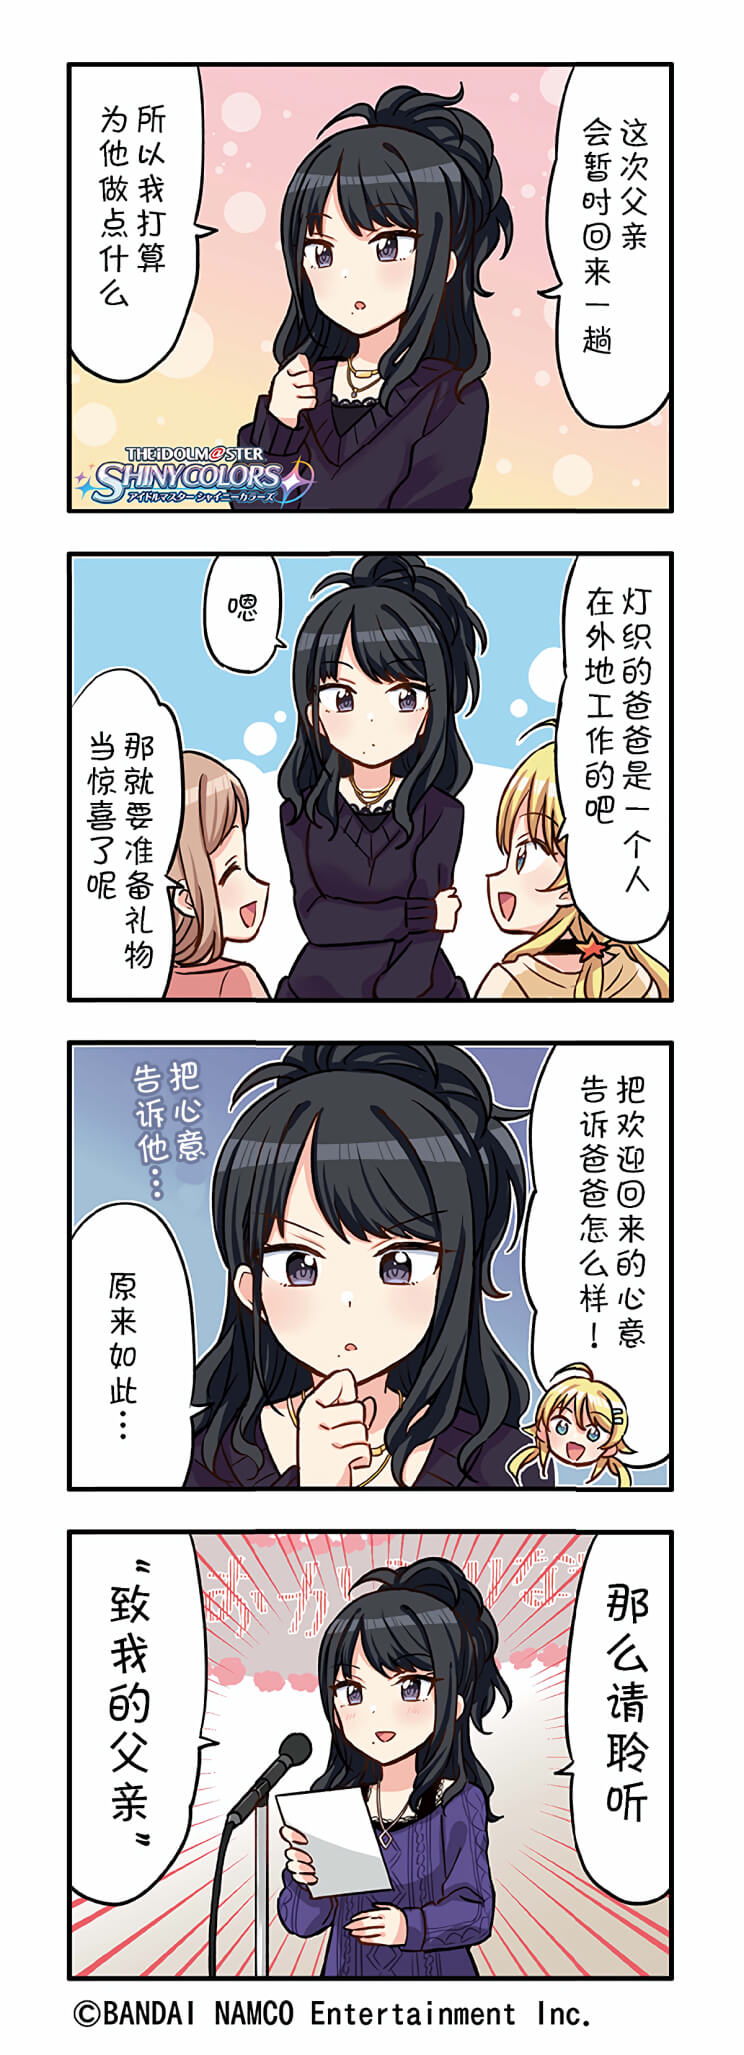 这次父亲
会暂时回来一趟
所以我打算
为他做点什么
THE iDOLM@STER
SHINYCOLORS
アイドルマスター シャイニーカラーズ
灯织的爸爸是一个人
在外地工作的吧
嗯
那就要准备礼物
当惊喜了呢
把欢迎回来的心意
告诉爸爸怎么样！
把心意
告诉他…
原来如此…
那么请聆听
“致我的父亲”
©BANDAI NAMCO Entertainment Inc.